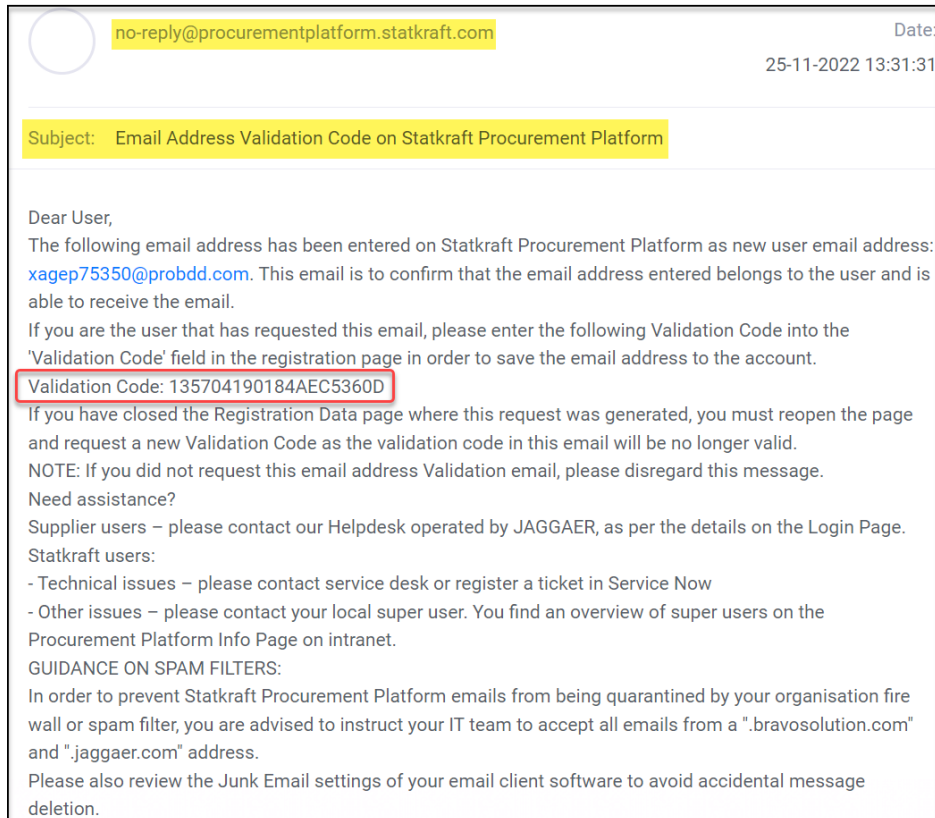 no-reply@procurementplatform.statkraft.com
Date:
25-11-2022 13:31:31
Subject: Email Address Validation Code on Statkraft Procurement Platform
Dear User,
The following email address has been entered on Statkraft Procurement Platform as new user email address:
xagep75350@probdd.com. This email is to confirm that the email address entered belongs to the user and is
able to receive the email.
If you are the user that has requested this email, please enter the following Validation Code into the
'Validation Code' field in the registration page in order to save the email address to the account.
Validation Code: 135704190184AEC5360D
If you have closed the Registration Data page where this request was generated, you must reopen the page
and request a new Validation Code as the validation code in this email will be no longer valid.
NOTE: If you did not request this email address Validation email, please disregard this message.
Need assistance?
Supplier users – please contact our Helpdesk operated by JAGGAER, as per the details on the Login Page.
Statkraft users:
- Technical issues – please contact service desk or register a ticket in Service Now
- Other issues – please contact your local super user. You find an overview of super users on the
Procurement Platform Info Page on intranet.
GUIDANCE ON SPAM FILTERS:
In order to prevent Statkraft Procurement Platform emails from being quarantined by your organisation fire
wall or spam filter, you are advised to instruct your IT team to accept all emails from a ".bravosolution.com"
and ".jaggaer.com" address.
Please also review the Junk Email settings of your email client software to avoid accidental message
deletion.